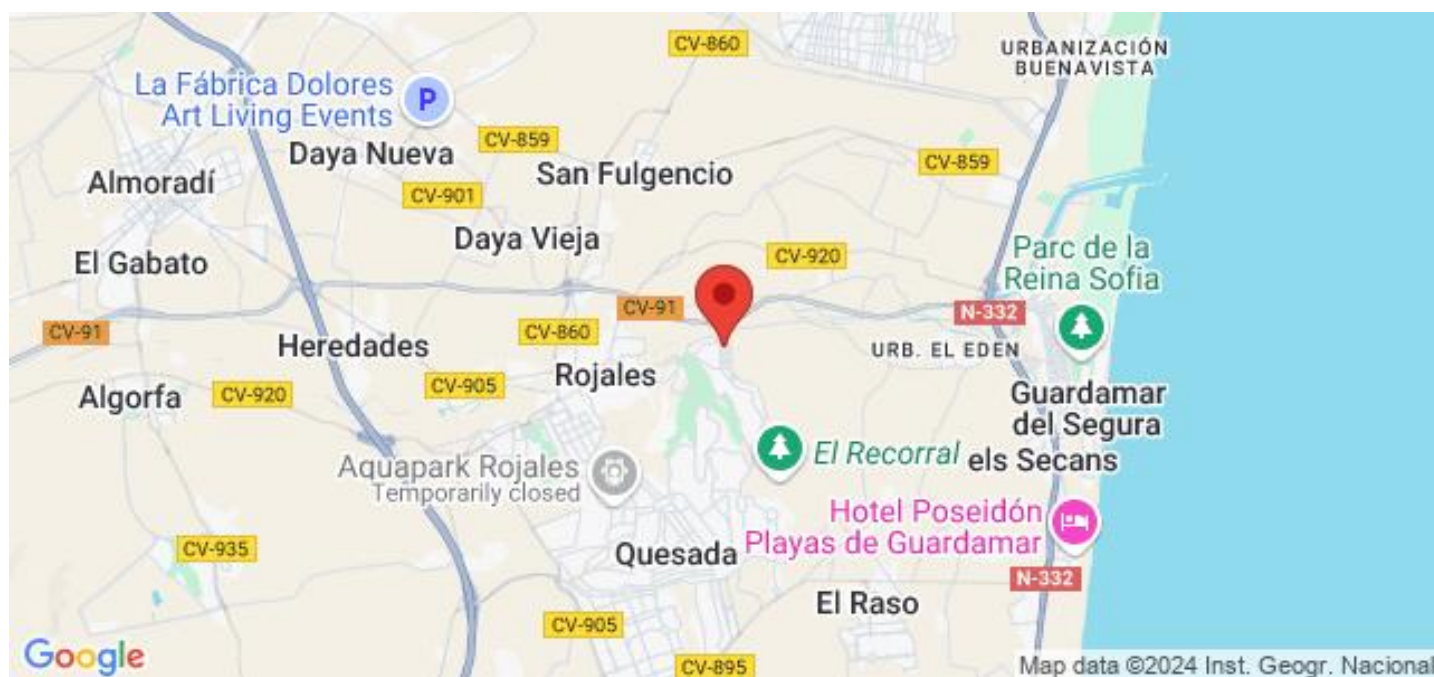 CV-860
URBANIZACIÓN
BUENAVISTA
La Fábrica Dolores
Art Living Events
P
CV-859
Daya Nueva
San Fulgencio
CV-859
Almoradí
CV-901
Daya Vieja
CV-920
Parc de la
Reina Sofia
El Gabato
CV-91
CV-91
CV-860
N-332
Heredades
URB. EL EDEN
Rojales
CV-905
Algorfa
CV-920
Guardamar
del Segura
Aquapark Rojales
Temporarily closed
El Recorral
els Secans
Hotel Poseidón
Playas de Guardamar
CV-935
Quesada
N-332
El Raso
CV-905
Google
CV-895
Map data ©2024 Inst. Geogr. Nacional